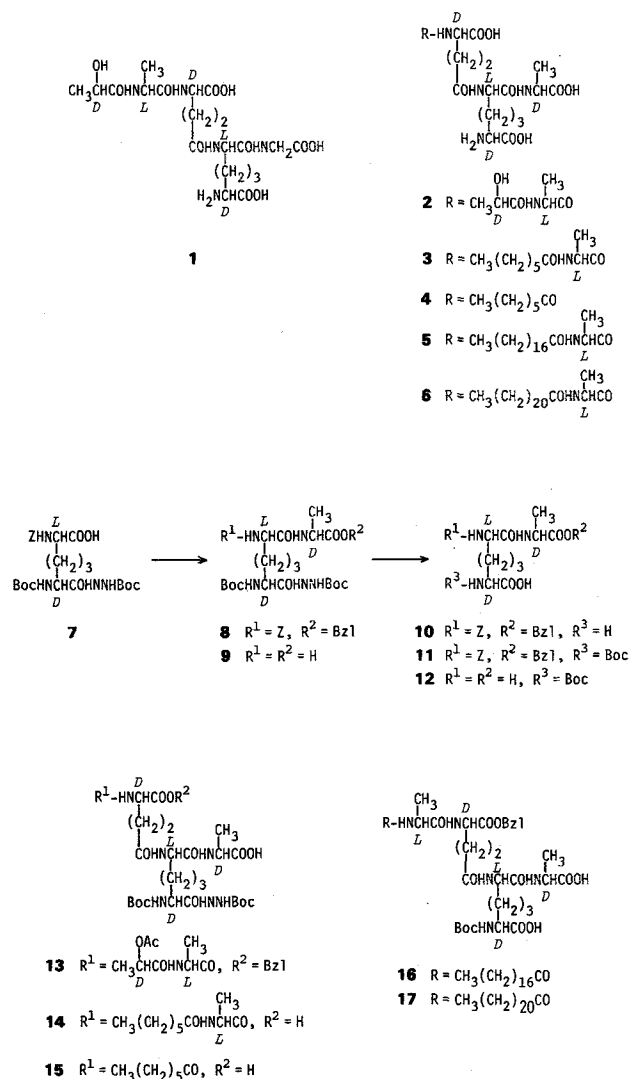 OH CH3 D
CH3CHCOHNCHCOHNCHCOOH
D L (CH2)2
L
COHNCHCOHNCH2COOH
(CH2)3
H2NCHCOOH
D
1
D
R-HNCHCOOH
(CH2)2
L CH3
COHNCHCOHNCHCOOH
(CH2)3 D
H2NCHCOOH
D
OH CH3
2 R = CH3CHCOHNCHCO
D L
CH3
3 R = CH3(CH2)5COHNCHCO
L
4 R = CH3(CH2)5CO
CH3
5 R = CH3(CH2)16COHNCHCO
L
CH3
6 R = CH3(CH2)20COHNCHCO
L
L
ZHNCHCOOH
(CH2)3
BocHNCHCOHNNHBoc
D
7
L CH3
R1-HNCHCOHNCHCOOR2
(CH2)3 D
BocHNCHCOHNNHBoc
D
8 R1 = Z, R2 = Bzl
9 R1 = R2 = H
L CH3
R1-HNCHCOHNCHCOOR2
(CH2)3 D
R3-HNCHCOOH
D
10 R1 = Z, R2 = Bzl, R3 = H
11 R1 = Z, R2 = Bzl, R3 = Boc
12 R1 = R2 = H, R3 = Boc
D
R1-HNCHCOOR2
(CH2)2
L CH3
COHNCHCOHNCHCOOH
(CH2)3 D
BocHNCHCOHNNHBoc
D
OAc CH3
13 R1 = CH3CHCOHNCHCO, R2 = Bzl
D L
CH3
14 R1 = CH3(CH2)5COHNCHCO, R2 = H
L
15 R1 = CH3(CH2)5CO, R2 = H
CH3 D
R-HNCHCOHNCHCOOBzl
L (CH2)2
L CH3
COHNCHCOHNCHCOOH
(CH2)3 D
BocHNCHCOOH
D
16 R = CH3(CH2)16CO
17 R = CH3(CH2)20CO